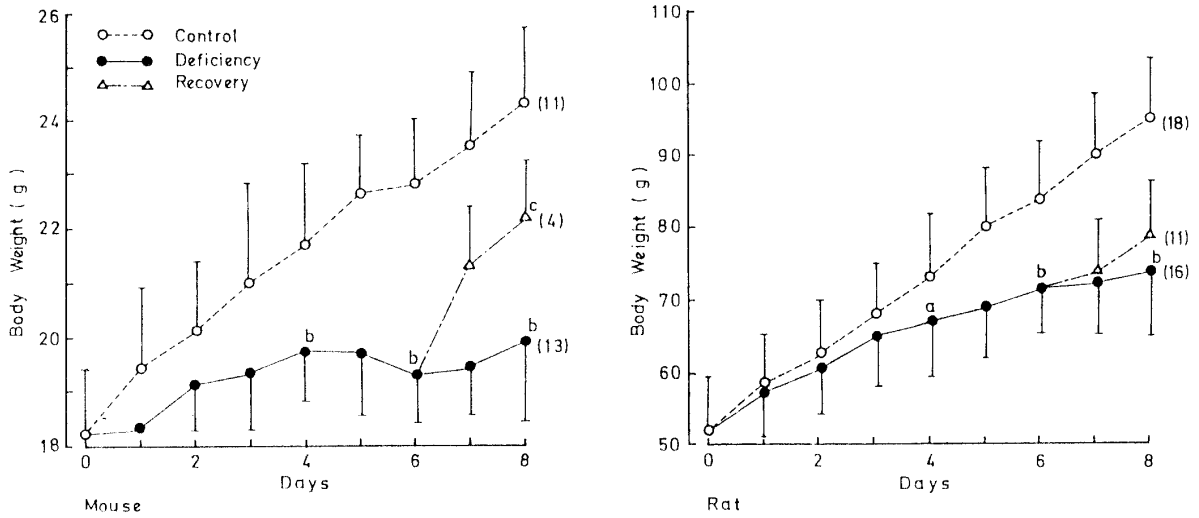 26
24
22
20
18
Body Weight (g)
Control
Deficiency
Recovery
(11)
c
(4)
b
b
b
(13)
0
2
4
6
8
Days
Mouse
110
100
90
80
70
60
50
Body Weight (g)
(18)
(11)
b
(16)
b
a
0
2
4
6
8
Days
Rat